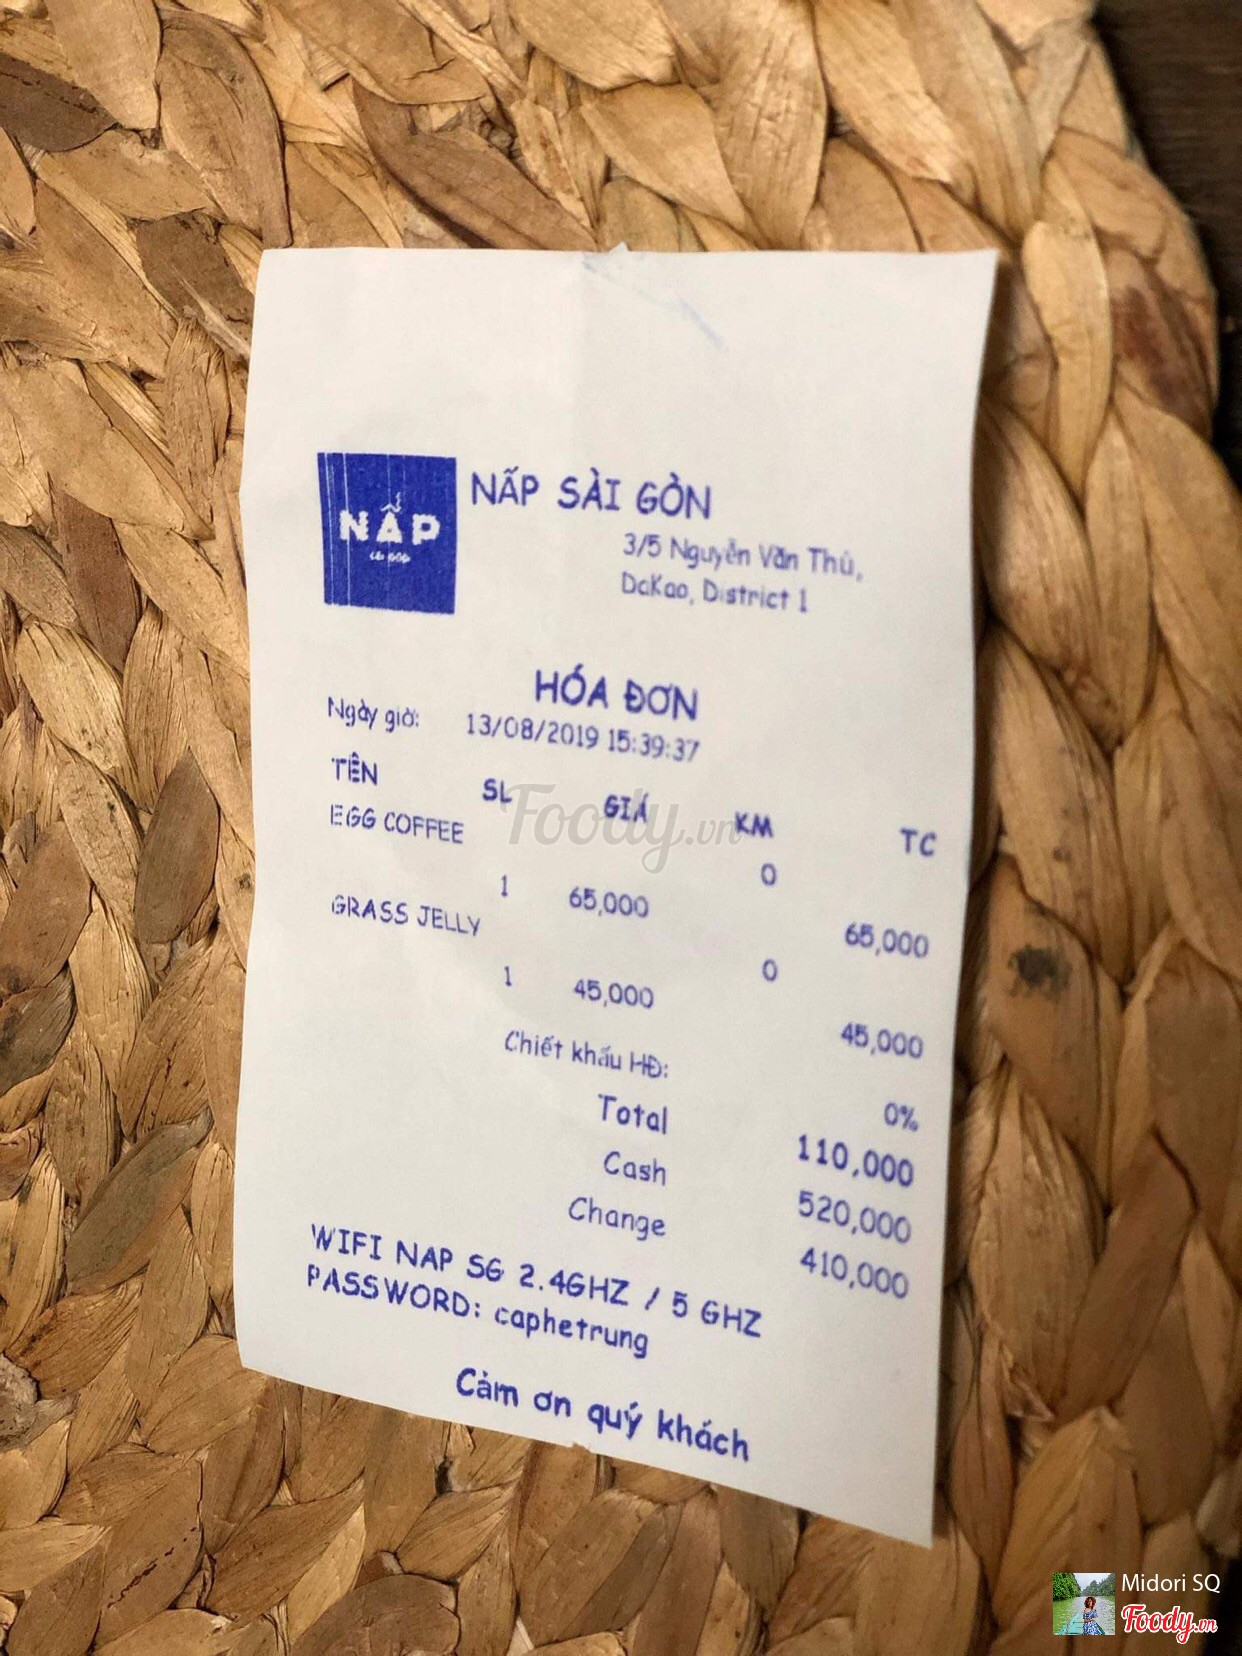 NẤP
NẤP SÀI GÒN
3/5 Nguyễn Văn Thủ,
DaKao, District 1
HÓA ĐƠN
Ngày giờ: 13/08/2019 15:39:37
TÊN SL GIÁ KM TC
EGG COFFEE
1 65,000 0 65,000
GRASS JELLY
1 45,000 0 45,000
Chiết khấu HĐ: 0%
Total 110,000
Cash 520,000
Change 410,000
WIFI NAP SG 2.4GHZ / 5 GHZ
PASSWORD: caphetrung
Cảm ơn quý khách
Foody.vn
Midori SQ
Foody.vn